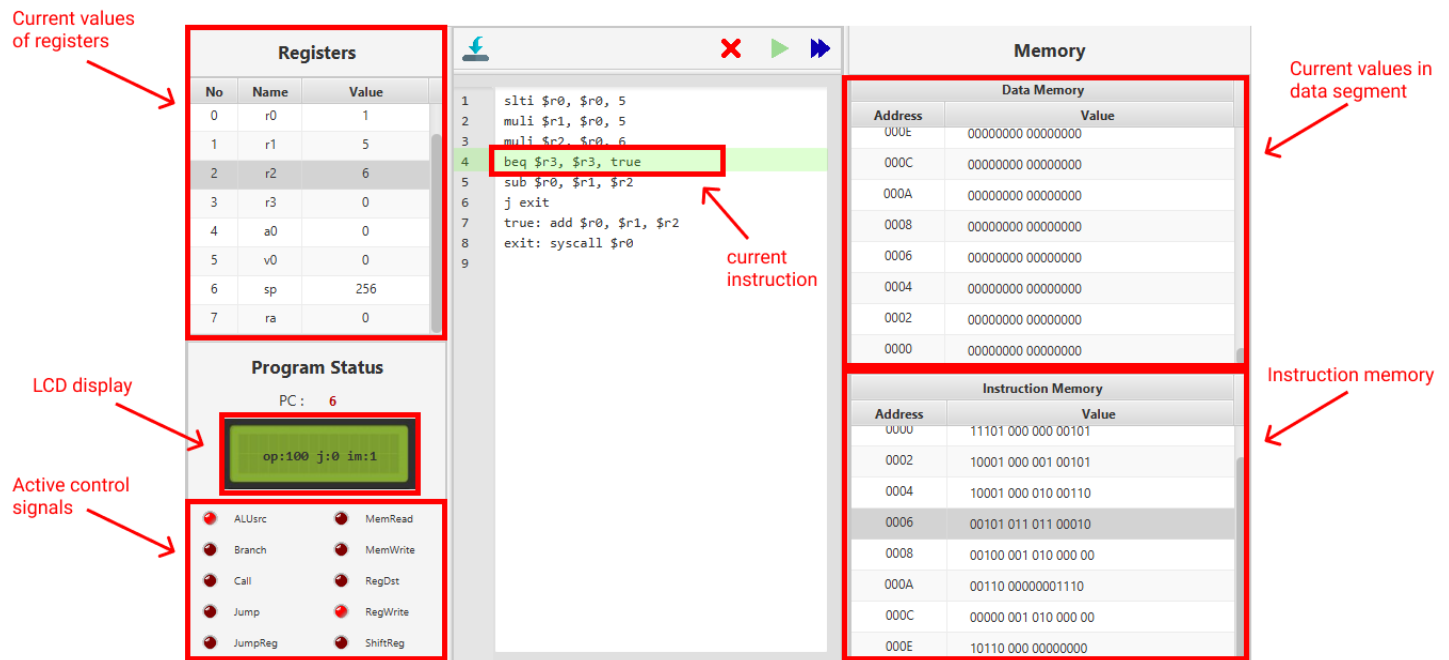 Current values
of registers
Registers
No Name Value
0 r0 1
1 r1 5
2 r2 6
3 r3 0
4 a0 0
5 v0 0
6 sp 256
7 ra 0
Program Status
PC : 6
LCD display
op:100 j:0 im:1
Active control
signals
ALUsrc MemRead
Branch MemWrite
Call RegDst
Jump RegWrite
JumpReg ShiftReg
1 slti $r0, $r0, 5
2 muli $r1, $r0, 5
3 muli $r2, $r0, 6
4 beq $r3, $r3, true
5 sub $r0, $r1, $r2
6 j exit
7 true: add $r0, $r1, $r2
8 exit: syscall $r0
9
current
instruction
Memory
Data Memory
Address Value
000E 00000000 00000000
000C 00000000 00000000
000A 00000000 00000000
0008 00000000 00000000
0006 00000000 00000000
0004 00000000 00000000
0002 00000000 00000000
0000 00000000 00000000
Current values in
data segment
Instruction Memory
Address Value
0000 11101 000 000 00101
0002 10001 000 001 00101
0004 10001 000 010 00110
0006 00101 011 011 00010
0008 00100 001 010 000 00
000A 00110 00000001110
000C 00000 001 010 000 00
000E 10110 000 00000000
Instruction memory